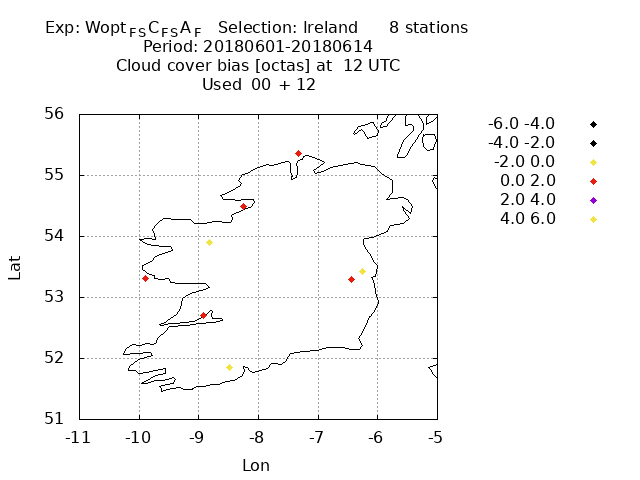 Exp: Wopt_FS C_FS A_F   Selection: Ireland      8 stations
Period: 20180601-20180614
Cloud cover bias [octas] at  12 UTC
Used  00 + 12
-6.0 -4.0
-4.0 -2.0
-2.0 0.0
0.0 2.0
2.0 4.0
4.0 6.0
56
55
54
53
52
51
Lat
-11 -10 -9 -8 -7 -6 -5
Lon